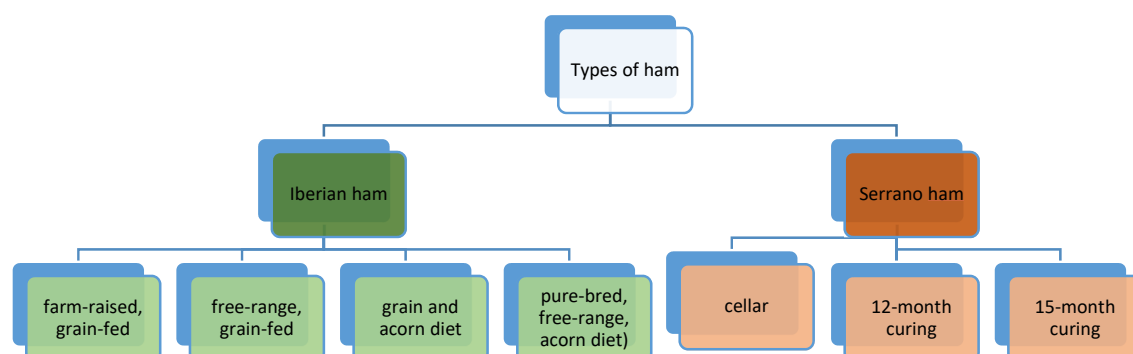 Types of ham
Iberian ham
Serrano ham
farm-raised,
grain-fed
free-range,
grain-fed
grain and
acorn diet
pure-bred,
free-range,
acorn diet)
cellar
12-month
curing
15-month
curing